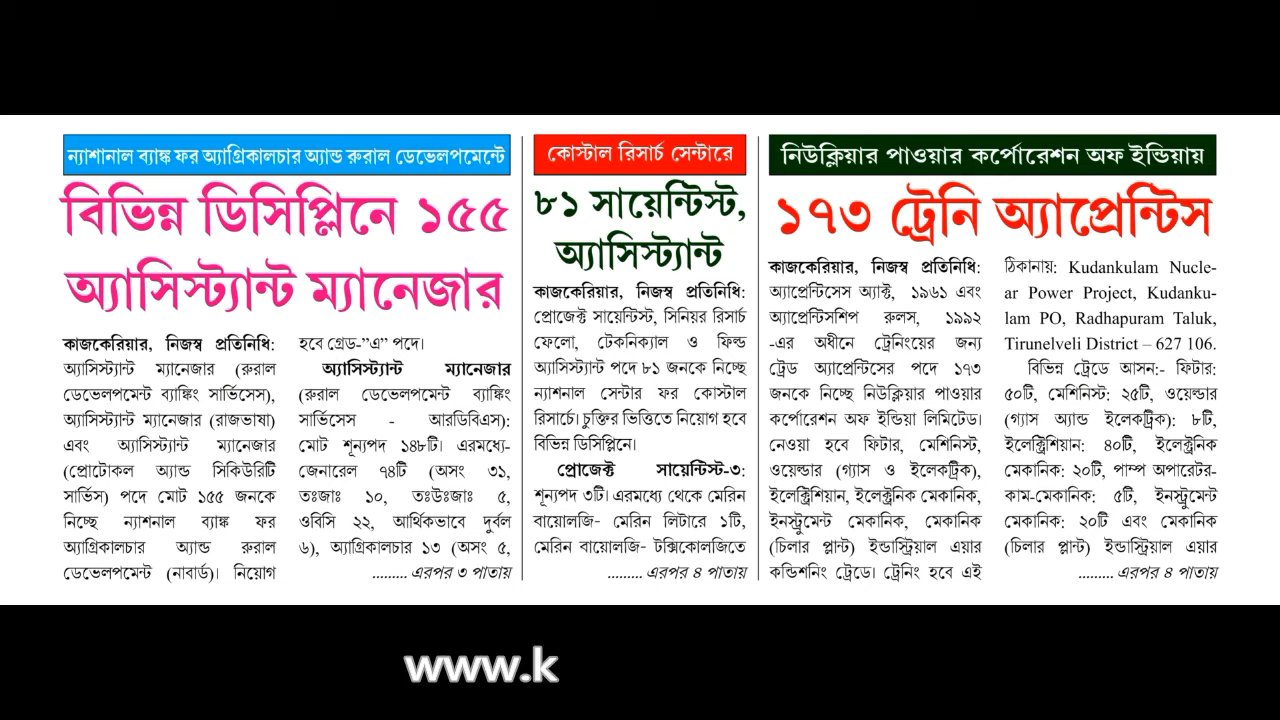 ন্যাশানাল ব্যাঙ্ক ফর অ্যাগ্রিকালচার অ্যান্ড রুরাল ডেভেলপমেন্টে
বিভিন্ন ডিসিপ্লিনে ১৫৫
অ্যাসিস্ট্যান্ট ম্যানেজার
কাজকেরিয়ার, নিজস্ব প্রতিনিধি:
অ্যাসিস্ট্যান্ট ম্যানেজার (রুরাল
ডেভেলপমেন্ট ব্যাঙ্কিং সার্ভিসেস),
অ্যাসিস্ট্যান্ট ম্যানেজার (রাজভাষা)
এবং অ্যাসিস্ট্যান্ট ম্যানেজার
(প্রোটোকল অ্যান্ড সিকিউরিটি
সার্ভিস) পদে মোট ১৫৫ জনকে
নিচ্ছে ন্যাশনাল ব্যাঙ্ক ফর
অ্যাগ্রিকালচার অ্যান্ড রুরাল
ডেভেলপমেন্ট (নাবার্ড)। নিয়োগ
হবে গ্রেড-”এ” পদে।
অ্যাসিস্ট্যান্ট ম্যানেজার
(রুরাল ডেভেলপমেন্ট ব্যাঙ্কিং
সার্ভিসেস - আরডিবিএস):
মোট শূন্যপদ ১৪৮টি। এরমধ্যে-
জেনারেল ৭৪টি (অসং ৩১,
তঃজাঃ ১০, তঃউঃজাঃ ৫,
ওবিসি ২২, আর্থিকভাবে দুর্বল
৬), অ্যাগ্রিকালচার ১৩ (অসং ৫,
......... এরপর ৩ পাতায়
কোস্টাল রিসার্চ সেন্টারে
৮১ সায়েন্টিস্ট,
অ্যাসিস্ট্যান্ট
কাজকেরিয়ার, নিজস্ব প্রতিনিধি:
প্রোজেক্ট সায়েন্টিস্ট, সিনিয়র রিসার্চ
ফেলো, টেকনিক্যাল ও ফিল্ড
অ্যাসিস্ট্যান্ট পদে ৮১ জনকে নিচ্ছে
ন্যাশনাল সেন্টার ফর কোস্টাল
রিসার্চে। চুক্তির ভিত্তিতে নিয়োগ হবে
বিভিন্ন ডিসিপ্লিনে।
প্রোজেক্ট সায়েন্টিস্ট-৩:
শূন্যপদ ৩টি। এরমধ্যে থেকে মেরিন
বায়োলজি- মেরিন লিটারে ১টি,
মেরিন বায়োলজি- টক্সিকোলজিতে
......... এরপর ৪ পাতায়
নিউক্লিয়ার পাওয়ার কর্পোরেশন অফ ইন্ডিয়ায়
১৭৩ ট্রেনি অ্যাপ্রেন্টিস
কাজকেরিয়ার, নিজস্ব প্রতিনিধি:
অ্যাপ্রেন্টিসেস অ্যাক্ট, ১৯৬১ এবং
অ্যাপ্রেন্টিসশিপ রুলস, ১৯৯২
-এর অধীনে ট্রেনিংয়ের জন্য
ট্রেড অ্যাপ্রেন্টিসের পদে ১৭৩
জনকে নিচ্ছে নিউক্লিয়ার পাওয়ার
কর্পোরেশন অফ ইন্ডিয়া লিমিটেড।
নেওয়া হবে ফিটার, মেশিনিস্ট,
ওয়েল্ডার (গ্যাস ও ইলেকট্রিক),
ইলেক্ট্রিশিয়ান, ইলেক্ট্রনিক মেকানিক,
ইনস্ট্রুমেন্ট মেকানিক, মেকানিক
(চিলার প্লান্ট) ইন্ডাস্ট্রিয়াল এয়ার
কন্ডিশনিং ট্রেডে। ট্রেনিং হবে এই
ঠিকানায়: Kudankulam Nucle-
ar Power Project, Kudanku-
lam PO, Radhapuram Taluk,
Tirunelveli District – 627 106.
বিভিন্ন ট্রেডে আসন:- ফিটার:
৫০টি, মেশিনিস্ট: ২৫টি, ওয়েল্ডার
(গ্যাস অ্যান্ড ইলেকট্রিক): ৮টি,
ইলেক্ট্রিশিয়ান: ৪০টি, ইলেক্ট্রনিক
মেকানিক: ২০টি, পাম্প অপারেটর-
কাম-মেকানিক: ৫টি, ইনস্ট্রুমেন্ট
মেকানিক: ২০টি এবং মেকানিক
(চিলার প্লান্ট) ইন্ডাস্ট্রিয়াল এয়ার
......... এরপর ৪ পাতায়
www.k